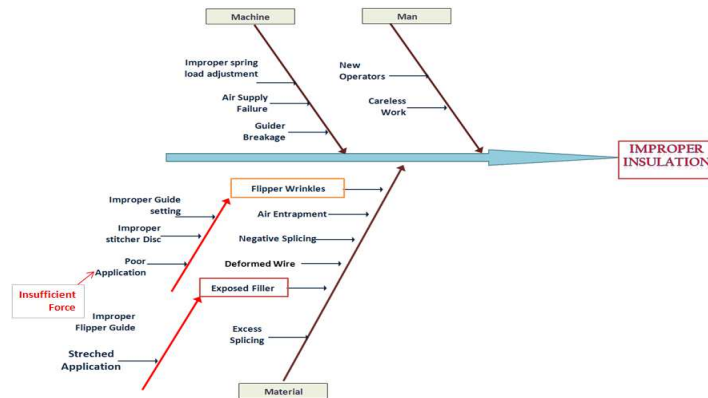 Machine
Man
Improper spring
load adjustment
Air Supply
Failure
Guider
Breakage
New
Operators
Careless
Work
IMPROPER
INSULATION
Flipper Wrinkles
Improper Guide
setting
Improper
stitcher Disc
Poor
Application
Insufficient
Force
Air Entrapment
Negative Splicing
Deformed Wire
Exposed Filler
Improper
Flipper Guide
Streched
Application
Excess
Splicing
Material